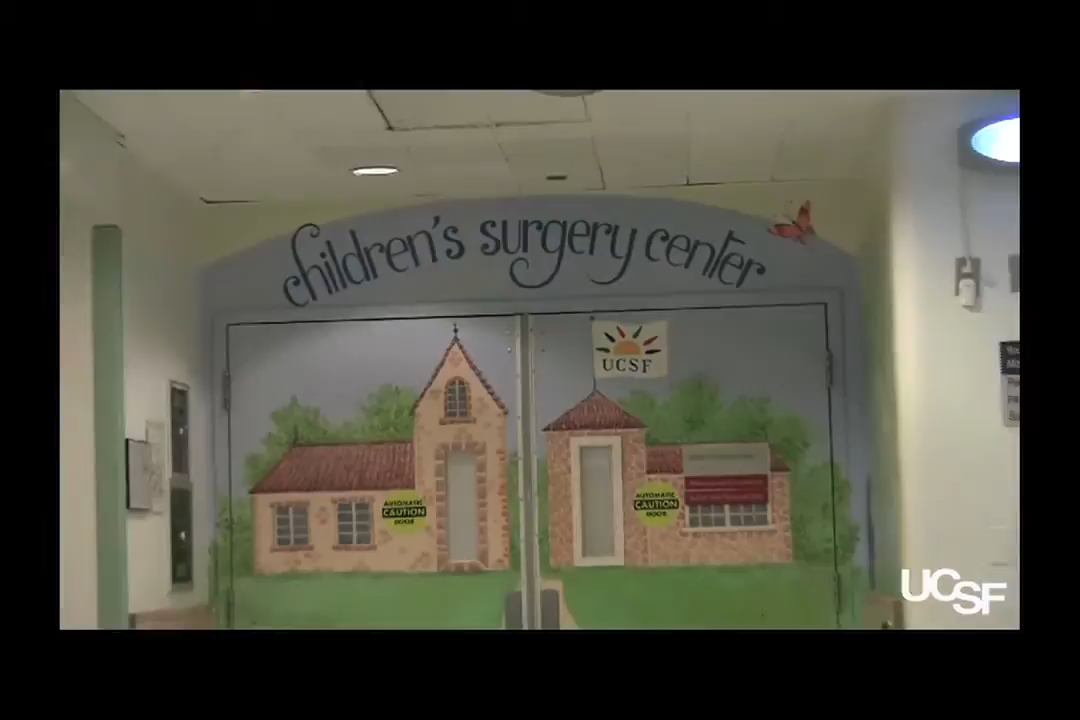 children's surgery center
UCSF
AUTOMATIC
CAUTION
DOOR
AUTOMATIC
CAUTION
DOOR
UCSF